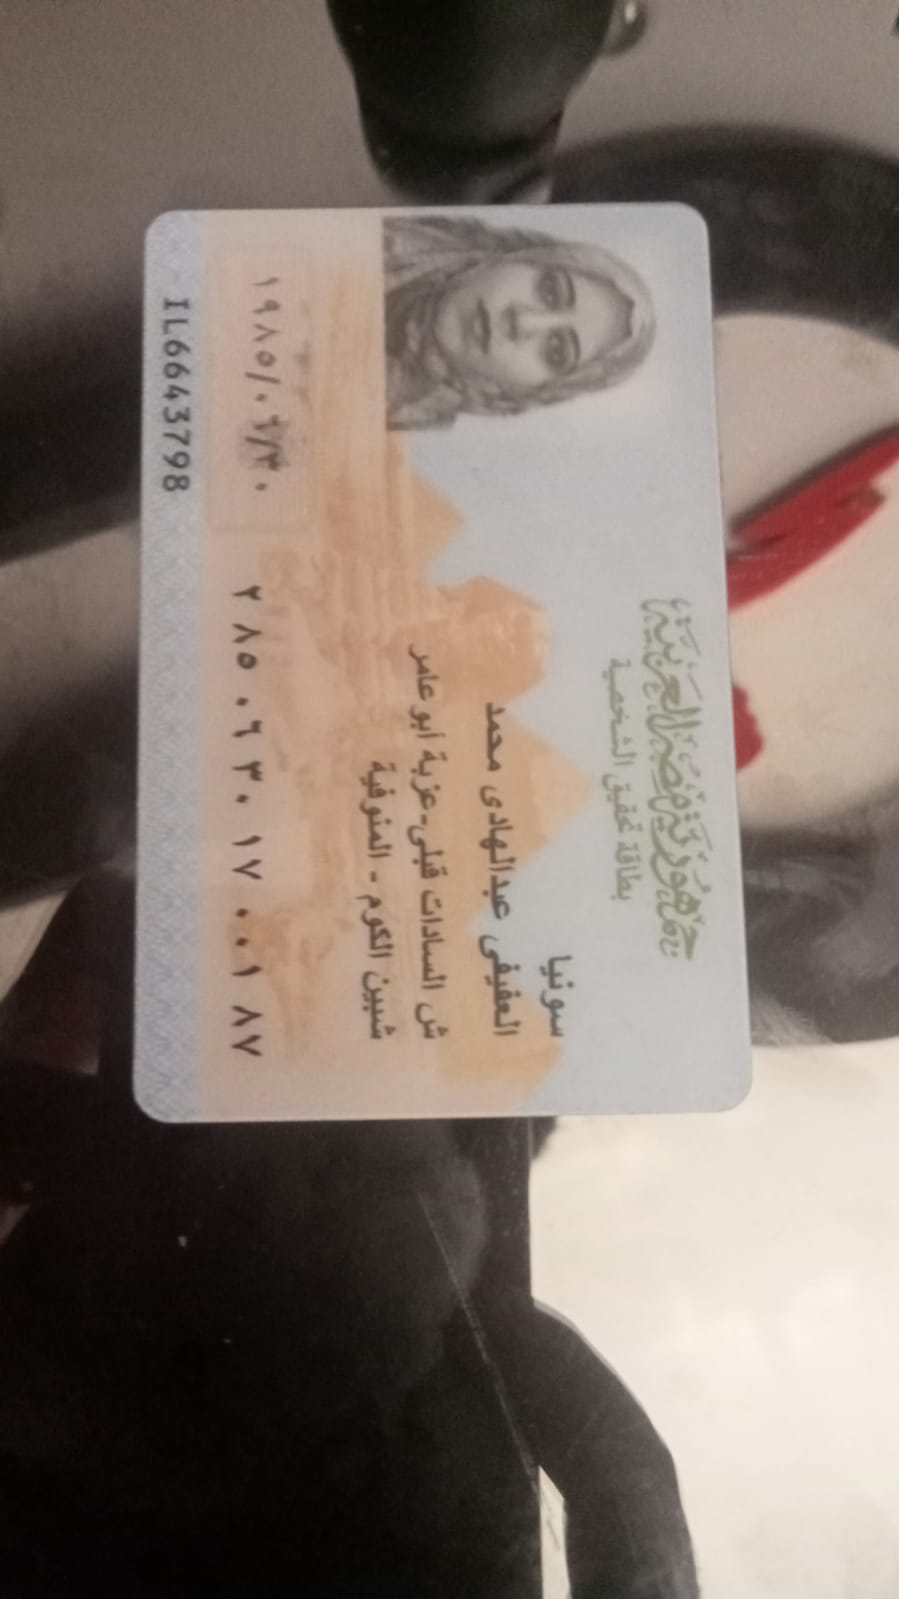 جمهورية مصر العربية
بطاقة تحقيق الشخصية
سونيا
العفيفى عبدالهادى محمد
ش السادات قبلى-عزبة ابو عامر
شبين الكوم - المنوفية
٢٨٥٠٦٣٠١٧٠٠١٨٧
١٩٨٥/٠٦/٣٠
IL6643798